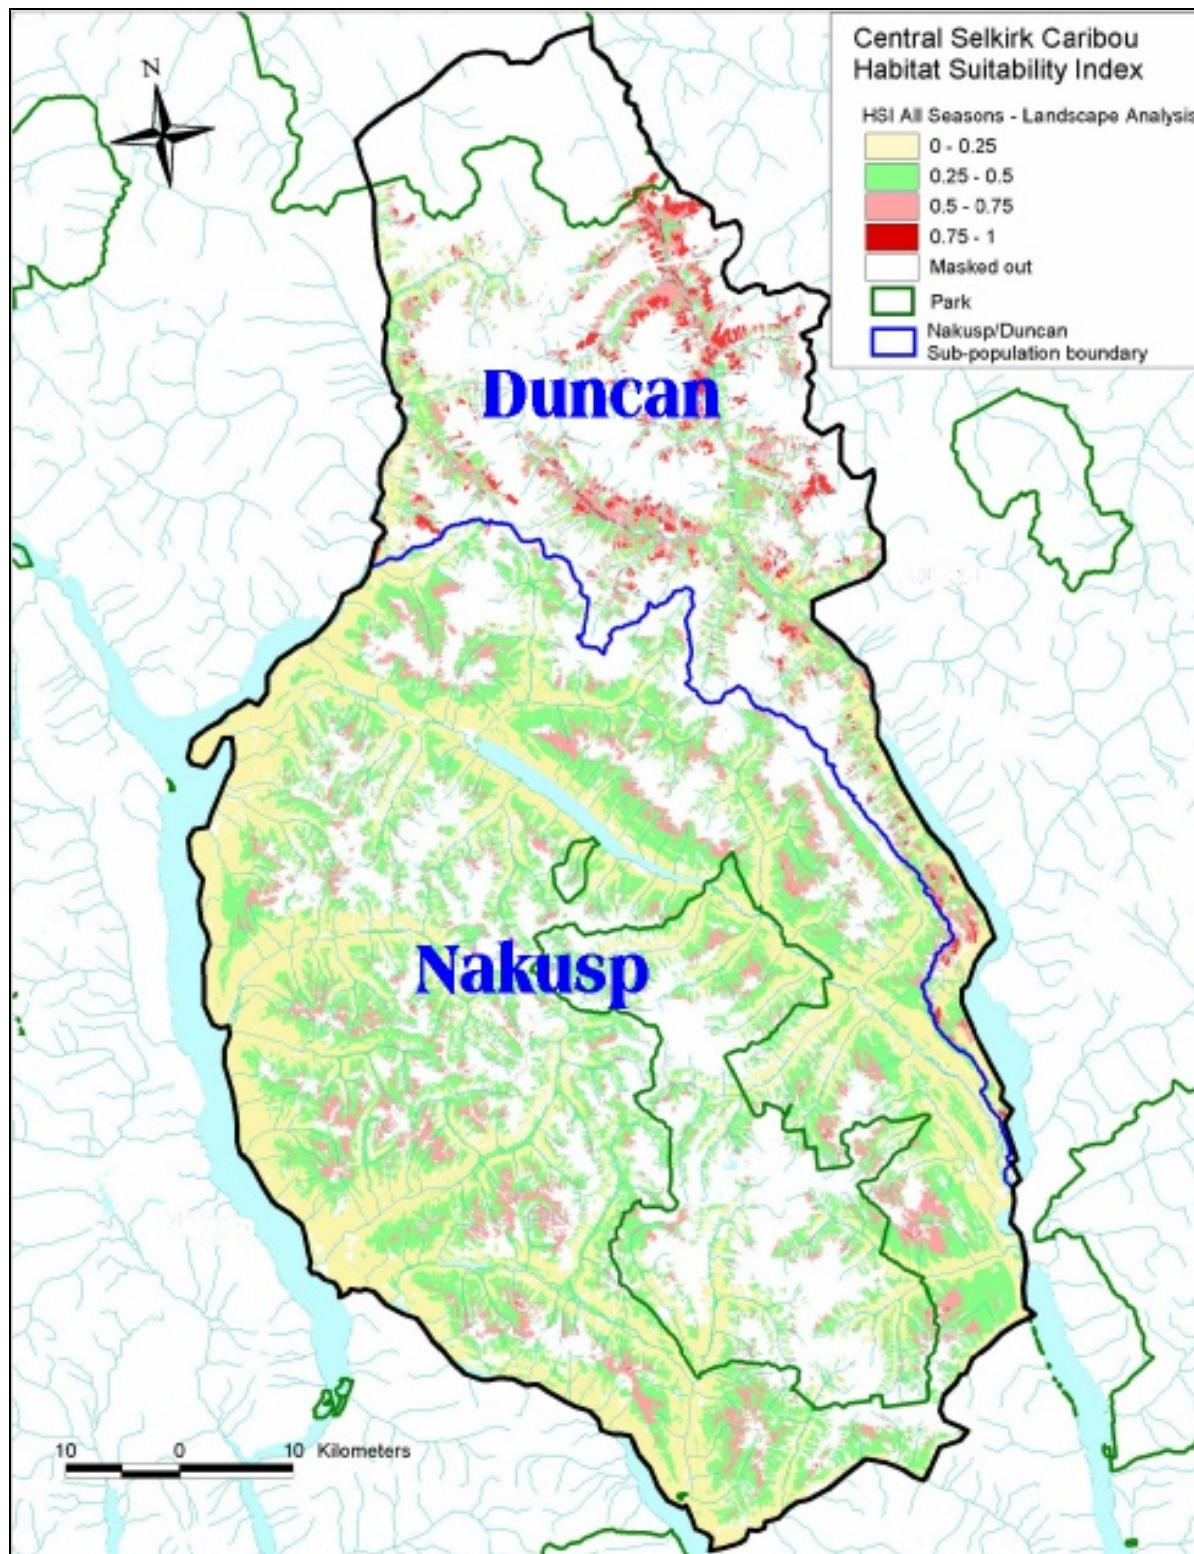 N
Central Selkirk Caribou
Habitat Suitability Index
HSI All Seasons - Landscape Analysis
0 - 0.25
0.25 - 0.5
0.5 - 0.75
0.75 - 1
Masked out
Park
Nakusp/Duncan
Sub-population boundary
Duncan
Nakusp
10 0 10 Kilometers